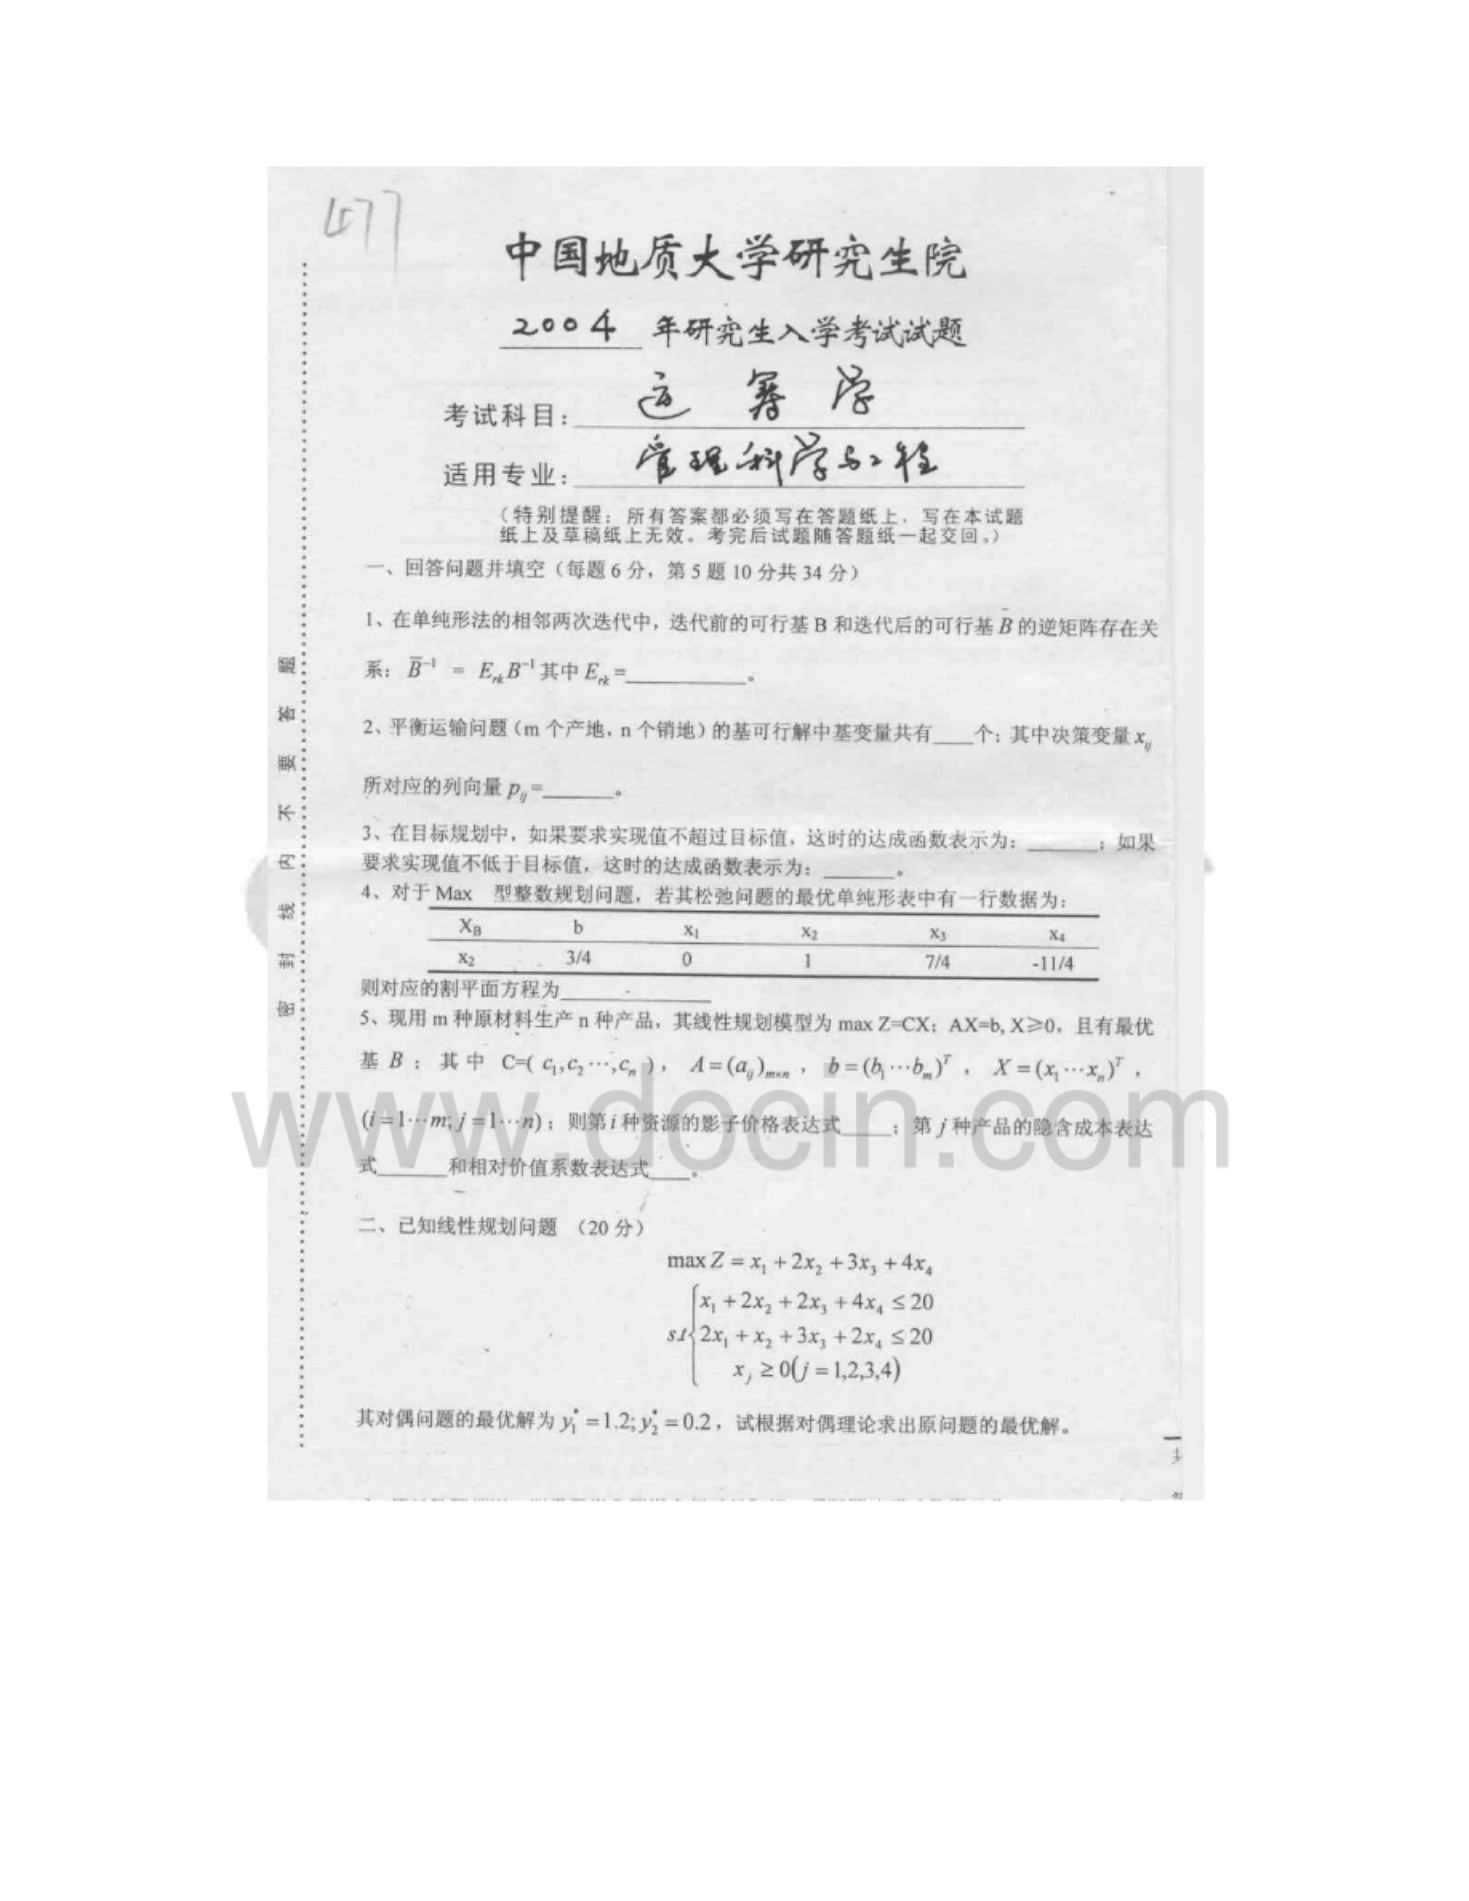 477
中国地质大学研究生院
2004 年研究生入学考试试题
考试科目: 运筹学
适用专业: 管理科学与工程
（特别提醒：所有答案都必须写在答题纸上，写在本试题
纸上及草稿纸上无效。考完后试题随答题纸一起交回。）
一、回答问题并填空（每题 6 分，第 5 题 10 分共 34 分）
1、在单纯形法的相邻两次迭代中，迭代前的可行基 B 和迭代后的可行基 B̄ 的逆矩阵存在关
系: B̄⁻¹ = E_rk B⁻¹ 其中 E_rk =________。
2、平衡运输问题（m 个产地，n 个销地）的基可行解中基变量共有____个; 其中决策变量 x_ij
所对应的列向量 p_ij =______。
3、在目标规划中，如果要求实现值不超过目标值，这时的达成函数表示为: ______; 如果
要求实现值不低于目标值，这时的达成函数表示为: ______。
4、对于 Max 型整数规划问题，若其松弛问题的最优单纯形表中有一行数据为:
X_B b x₁ x₂ x₃ x₄
x₂ 3/4 0 1 7/4 -11/4
则对应的割平面方程为____________
5、现用 m 种原材料生产 n 种产品，其线性规划模型为 max Z=CX; AX=b, X≥0，且有最优
基 B ; 其中 C=( c₁,c₂⋯,c_n ), A=(a_ij)_m×n , b=(b₁⋯b_m)^T , X=(x₁⋯x_n)^T ,
(i=1⋯m; j=1⋯n) ; 则第 i 种资源的影子价格表达式____; 第 j 种产品的隐含成本表达
式______和相对价值系数表达式____。
二、已知线性规划问题 （20 分）
max Z = x₁ + 2x₂ + 3x₃ + 4x₄
x₁ + 2x₂ + 2x₃ + 4x₄ ≤ 20
s.t 2x₁ + x₂ + 3x₃ + 2x₄ ≤ 20
x_j ≥ 0(j = 1,2,3,4)
其对偶问题的最优解为 y₁* = 1.2; y₂* = 0.2，试根据对偶理论求出原问题的最优解。
密封线内不要答题
www.docin.com